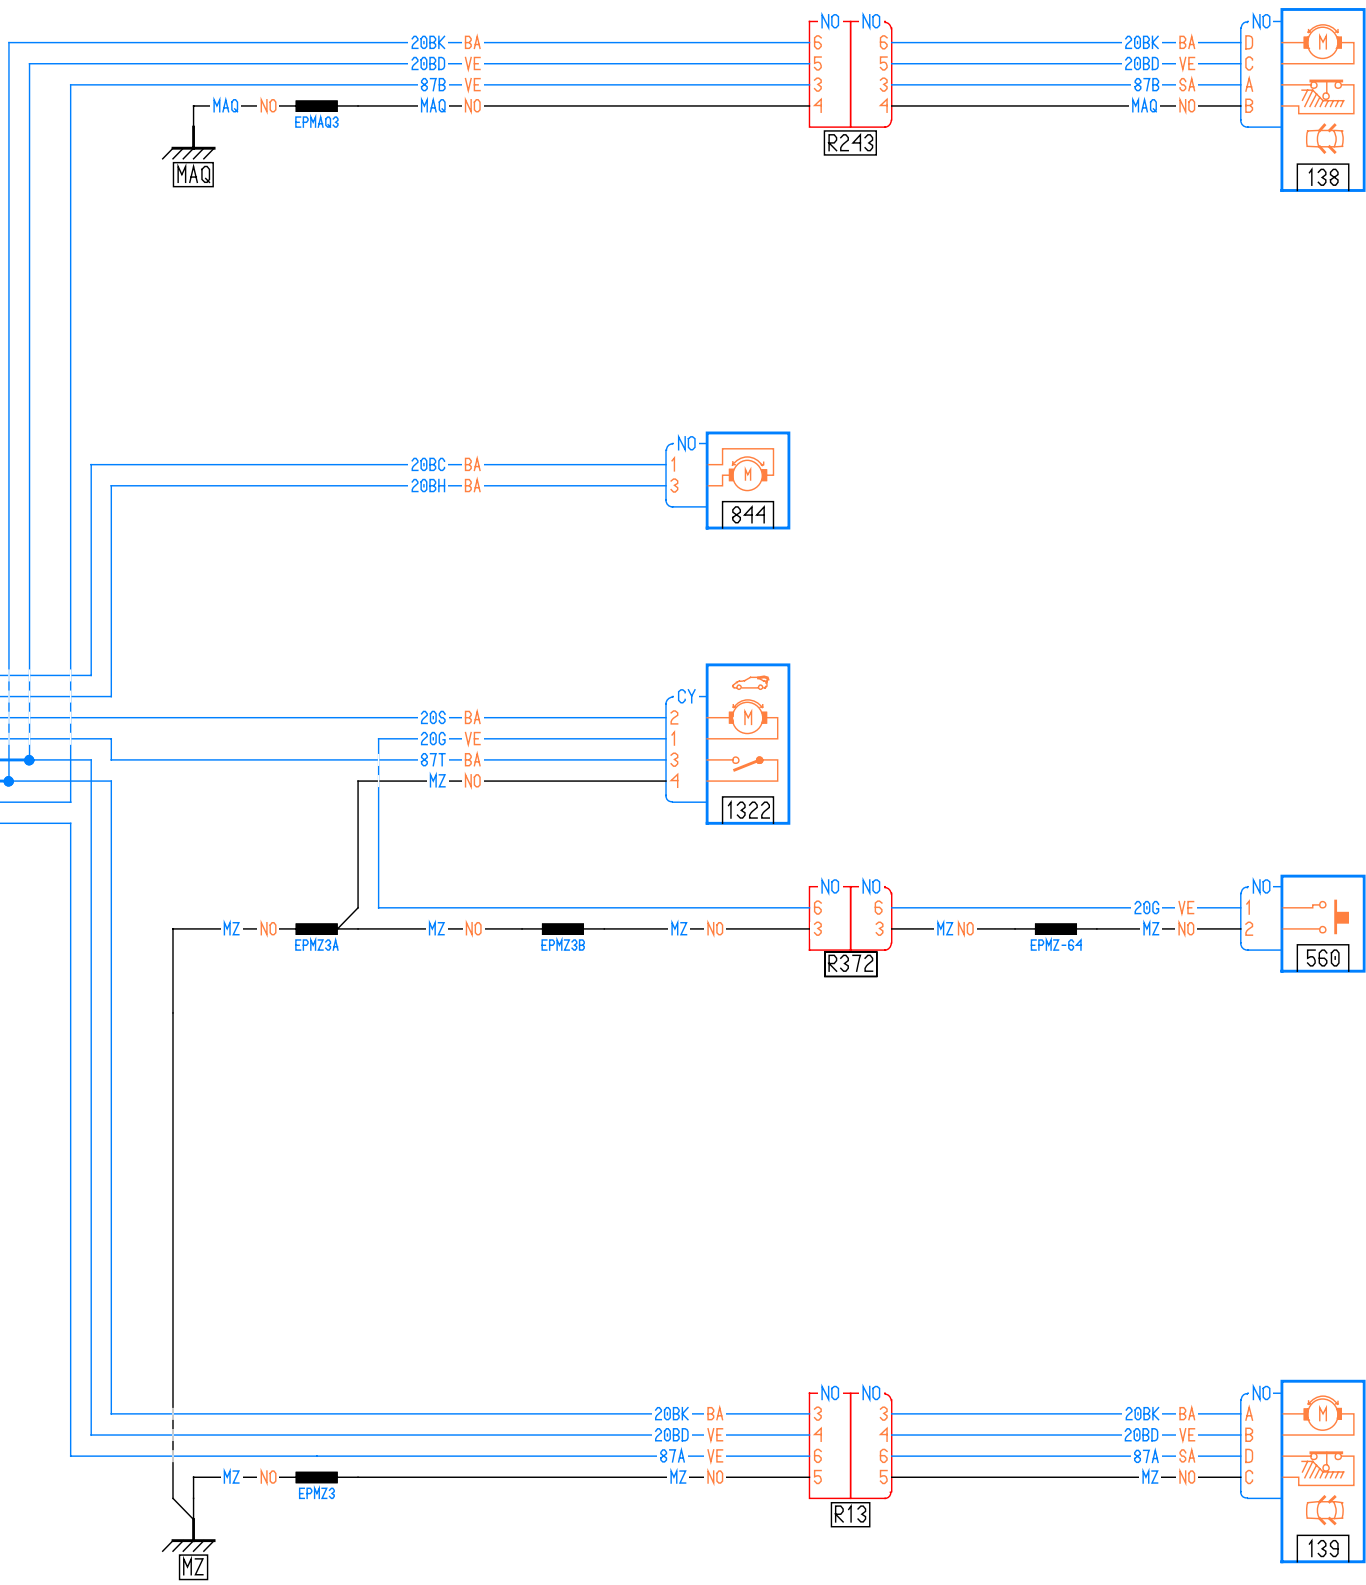 NO NO NO
20BK BA 6 6 20BK BA D M
20BD VE 5 5 20BD VE C
87B VE 3 3 87B SA A
MAQ NO MAQ NO 4 4 MAQ NO B
EPMAQ3
R243
MAQ 138
NO
20BC BA 1 M
20BH BA 3
844
CY
20S BA 2 M
20G VE 1
87T BA 3
MZ NO 4
1322
NO NO NO
6 6 20G VE 1
MZ NO MZ NO MZ NO 3 3 MZ NO MZ NO 2
EPMZ3A EPMZ3B EPMZ-64
R372 560
NO NO NO
20BK BA 3 3 20BK BA A M
20BD VE 4 4 20BD VE B
87A VE 6 6 87A SA D
MZ NO MZ NO 5 5 MZ NO C
EPMZ3
R13
139
MZ